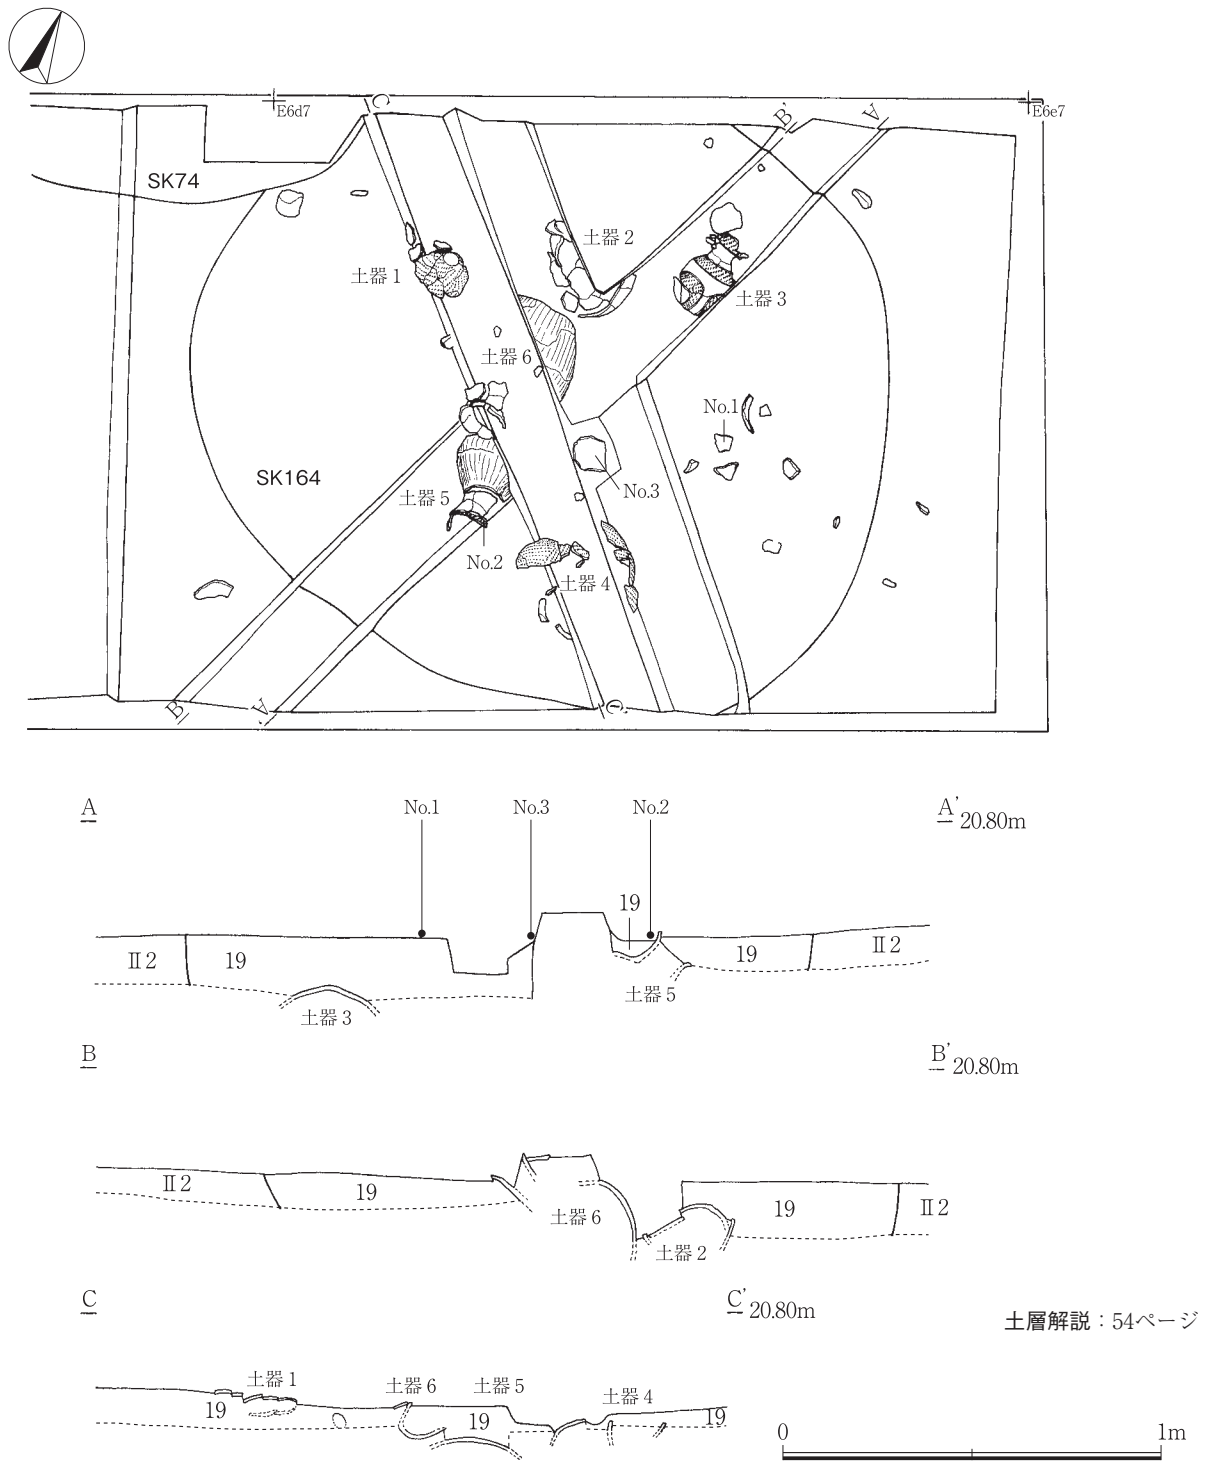 C
E6d7
B'
A
E6e7
SK74
土器2
土器1
土器3
土器6
No.1
SK164
土器5
No.3
No.2
土器4
B
A'
C'
A
No.1
No.3
No.2
A' 20.80m
19
Ⅱ2
19
19
Ⅱ2
土器5
土器3
B
B' 20.80m
Ⅱ2
19
土器6
19
Ⅱ2
土器2
C
C' 20.80m
土層解説：54ページ
土器1
土器6
土器5
土器4
19
19
19
0
1m